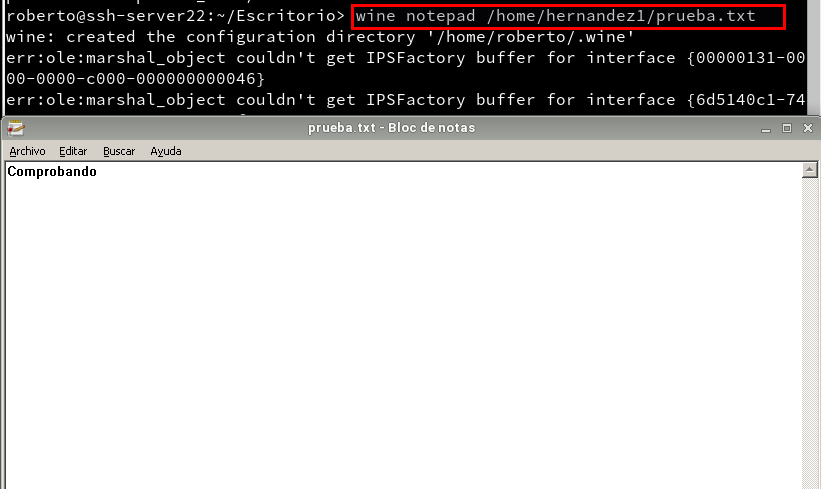 roberto@ssh-server22:~/Escritorio> wine notepad /home/hernandez1/prueba.txt
wine: created the configuration directory '/home/roberto/.wine'
err:ole:marshal_object couldn't get IPSFactory buffer for interface {00000131-00
00-0000-c000-000000000046}
err:ole:marshal_object couldn't get IPSFactory buffer for interface {6d5140c1-74
prueba.txt - Bloc de notas
Archivo Editar Buscar Ayuda
Comprobando